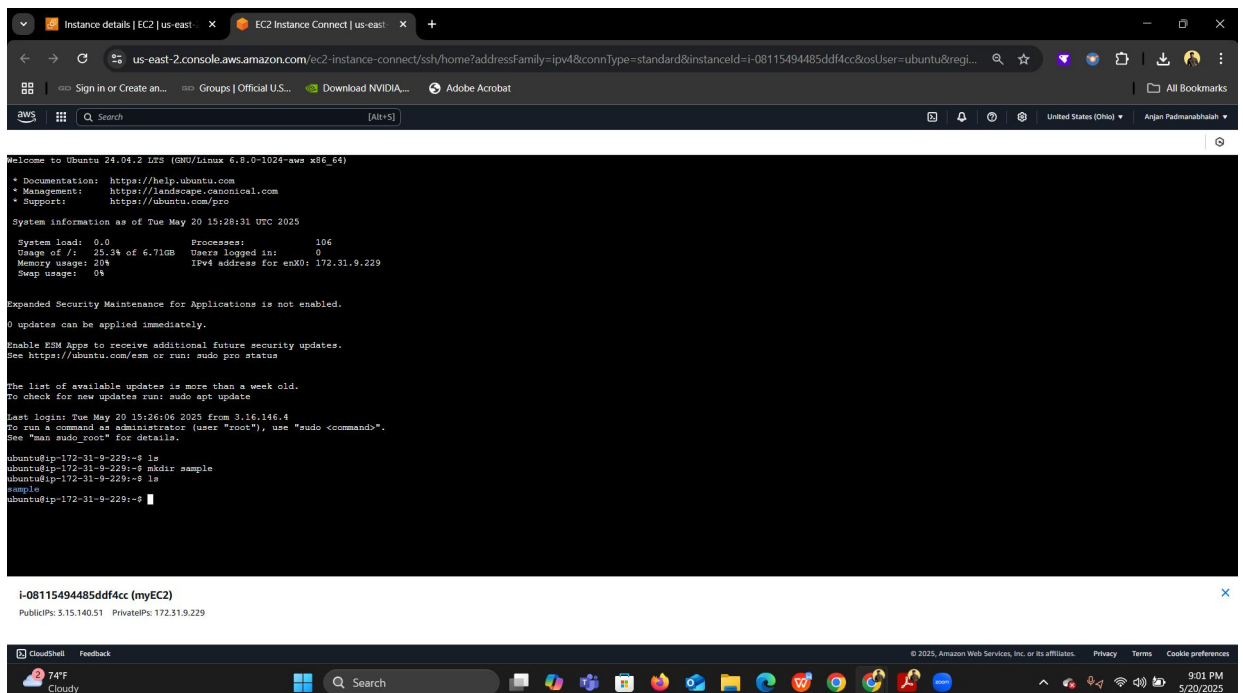 Instance details | EC2 | us-east-
EC2 Instance Connect | us-east-
us-east-2.console.aws.amazon.com/ec2-instance-connect/ssh/home?addressFamily=ipv4&connType=standard&instanceId=i-08115494485ddf4cc&osUser=ubuntu&regi...
Sign in or Create an... Groups | Official U.S... Download NVIDIA,... Adobe Acrobat All Bookmarks
aws Search [Alt+S] United States (Ohio) Anjan Padmanabhaiah
Welcome to Ubuntu 24.04.2 LTS (GNU/Linux 6.8.0-1024-aws x86_64)
* Documentation: https://help.ubuntu.com
* Management: https://landscape.canonical.com
* Support: https://ubuntu.com/pro
System information as of Tue May 20 15:28:31 UTC 2025
System load: 0.0 Processes: 106
Usage of /: 25.3% of 6.71GB Users logged in: 0
Memory usage: 20% IPv4 address for enX0: 172.31.9.229
Swap usage: 0%
Expanded Security Maintenance for Applications is not enabled.
0 updates can be applied immediately.
Enable ESM Apps to receive additional future security updates.
See https://ubuntu.com/esm or run: sudo pro status
The list of available updates is more than a week old.
To check for new updates run: sudo apt update
Last login: Tue May 20 15:26:06 2025 from 3.16.146.4
To run a command as administrator (user "root"), use "sudo <command>".
See "man sudo_root" for details.
ubuntu@ip-172-31-9-229:~$ ls
ubuntu@ip-172-31-9-229:~$ mkdir sample
ubuntu@ip-172-31-9-229:~$ ls
sample
ubuntu@ip-172-31-9-229:~$
i-08115494485ddf4cc (myEC2)
PublicIPs: 3.15.140.51 PrivateIPs: 172.31.9.229
CloudShell Feedback © 2025, Amazon Web Services, Inc. or its affiliates. Privacy Terms Cookie preferences
2 74°F Search 9:01 PM
Cloudy 5/20/2025